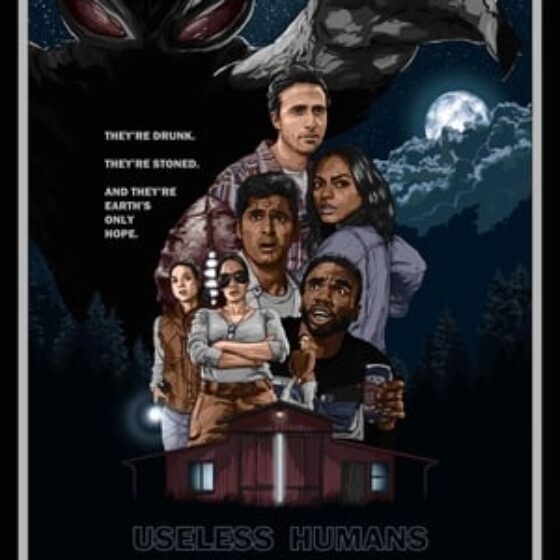 THEY'RE DRUNK.
THEY'RE STONED.
AND THEY'RE
EARTH'S
ONLY
HOPE.
USELESS HUMANS